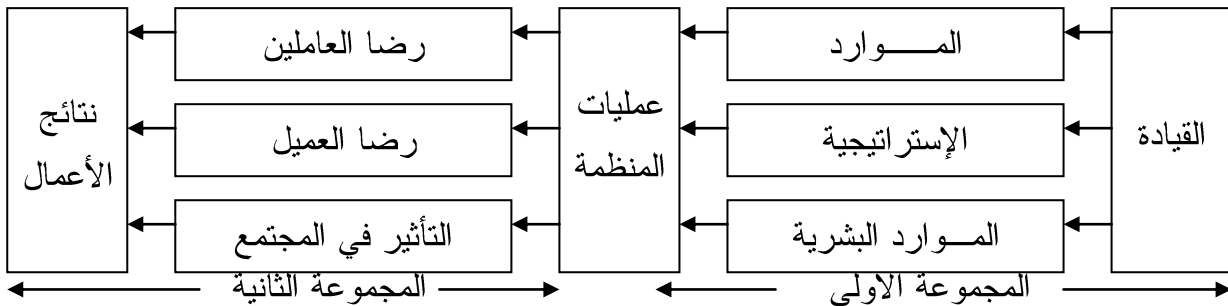 القيادة
المـــــوارد
الإستراتيجية
المـــوارد البشرية
عمليات
المنظمة
رضا العاملين
رضا العميل
التأثير في المجتمع
نتائج
الأعمال
المجموعة الاولى
المجموعة الثانية